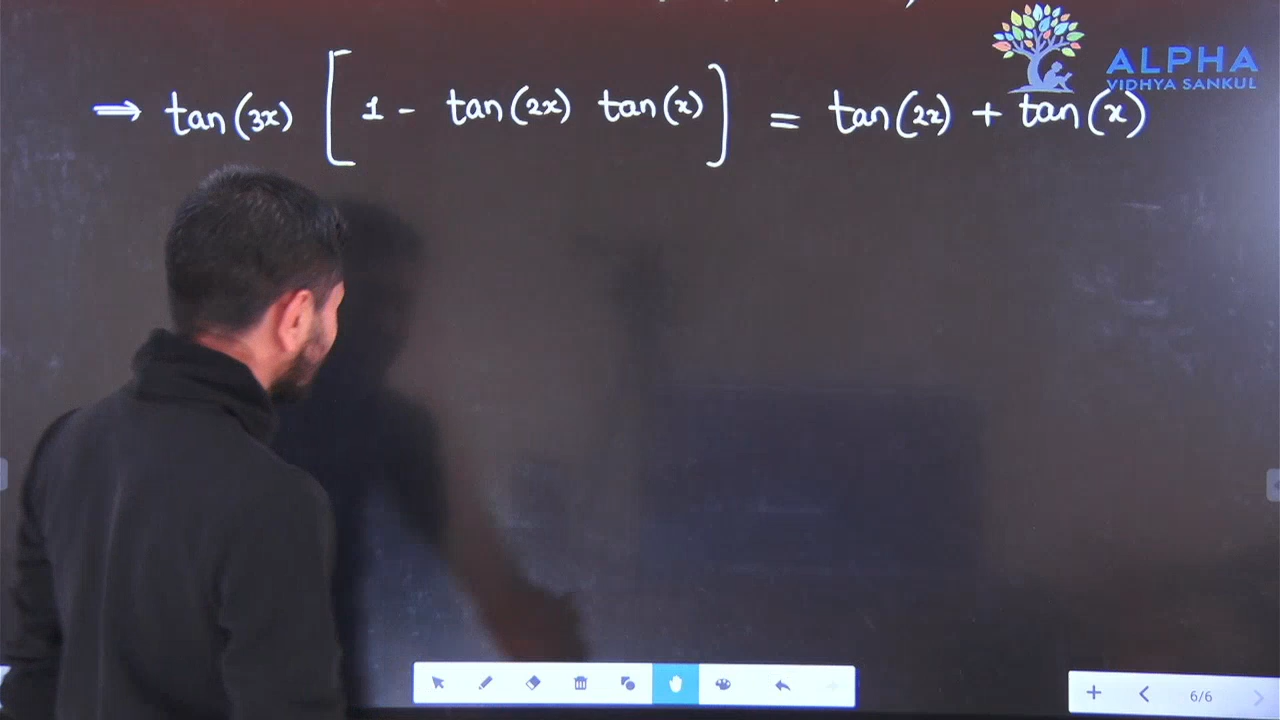 ALPHA
VIDHYA SANKUL
⇒ tan(3x) [ 1 - tan(2x) tan(x) ] = tan(2x) + tan(x)
6/6